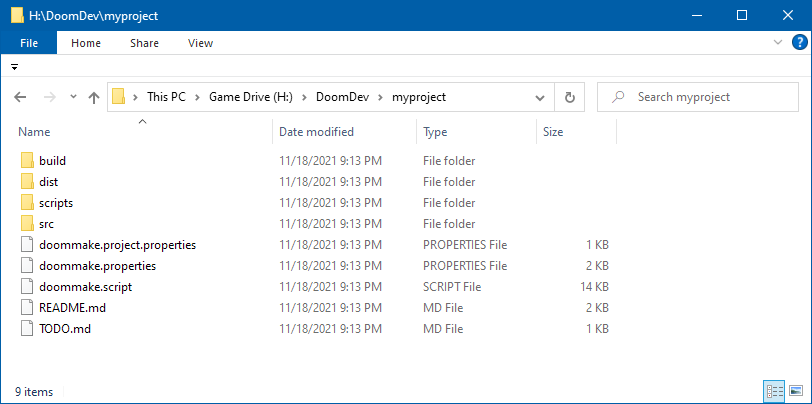 H:\DoomDev\myproject
File Home Share View
This PC Game Drive (H:) DoomDev myproject Search myproject
Name Date modified Type Size
build 11/18/2021 9:13 PM File folder
dist 11/18/2021 9:13 PM File folder
scripts 11/18/2021 9:13 PM File folder
src 11/18/2021 9:13 PM File folder
doommake.project.properties 11/18/2021 9:13 PM PROPERTIES File 1 KB
doommake.properties 11/18/2021 9:13 PM PROPERTIES File 2 KB
doommake.script 11/18/2021 9:13 PM SCRIPT File 14 KB
README.md 11/18/2021 9:13 PM MD File 2 KB
TODO.md 11/18/2021 9:13 PM MD File 1 KB
9 items